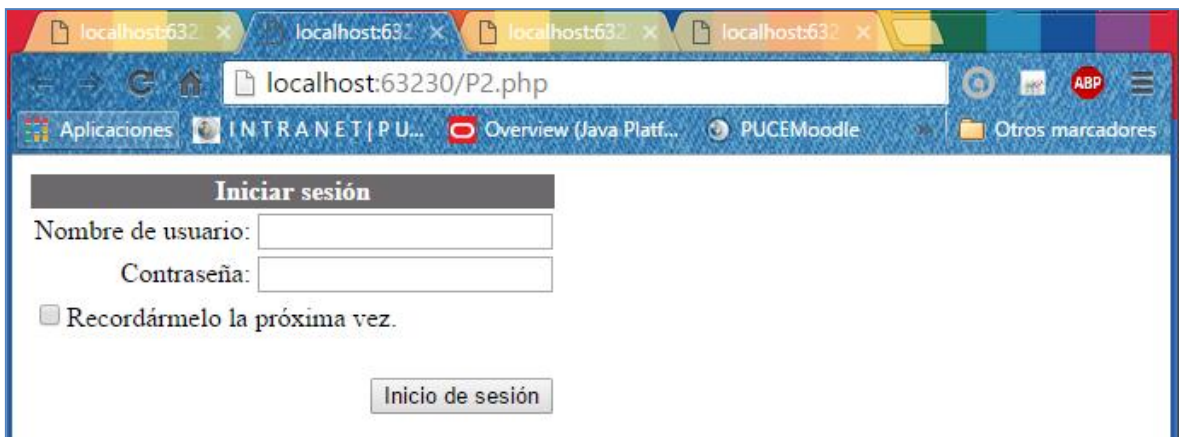 localhost:632 localhost:632 localhost:632 localhost:632
localhost:63230/P2.php
ABP
Aplicaciones I N T R A N E T | P U... Overview (Java Platf... PUCEMoodle » Otros marcadores
Iniciar sesión
Nombre de usuario:
Contraseña:
Recordármelo la próxima vez.
Inicio de sesión